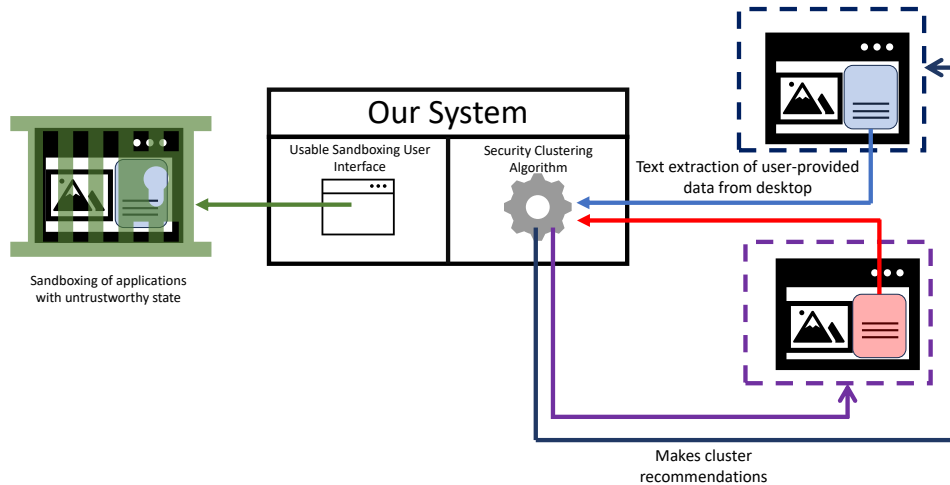 Our System
Usable Sandboxing User
Interface
Security Clustering
Algorithm
Text extraction of user-provided
data from desktop
Sandboxing of applications
with untrustworthy state
Makes cluster
recommendations